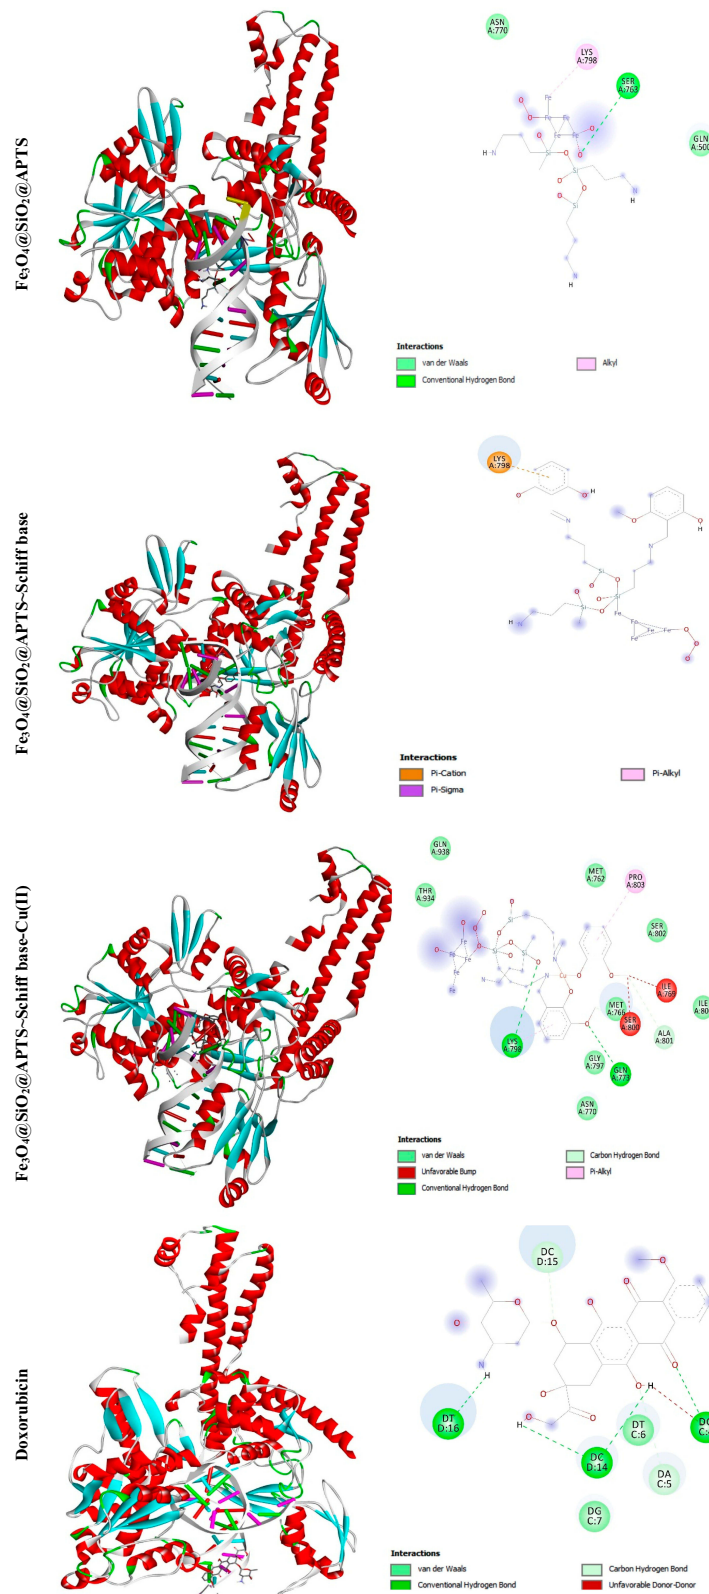 Fe₃O₄@SiO₂@APTS
ASN
A:770
LYS
A:798
SER
A:763
GLN
A:500
Interactions
van der Waals
Conventional Hydrogen Bond
Alkyl
Fe₃O₄@SiO₂@APTS~Schiff base
LYS
A:798
Interactions
Pi-Cation
Pi-Sigma
Pi-Alkyl
Fe₃O₄@SiO₂@APTS~Schiff base-Cu(II)
GLN
A:938
THR
A:934
MET
A:762
PRO
A:803
SER
A:802
ILE
A:769
MET
A:766
SER
A:800
ILE
A:80
ALA
A:801
LYS
A:798
GLY
A:797
GLN
A:773
ASN
A:770
Interactions
van der Waals
Unfavorable Bump
Conventional Hydrogen Bond
Carbon Hydrogen Bond
Pi-Alkyl
Doxorubicin
DC
D:15
DT
D:16
DC
D:14
DT
C:6
DA
C:5
DG
C:7
Interactions
van der Waals
Conventional Hydrogen Bond
Carbon Hydrogen Bond
Unfavorable Donor-Donor